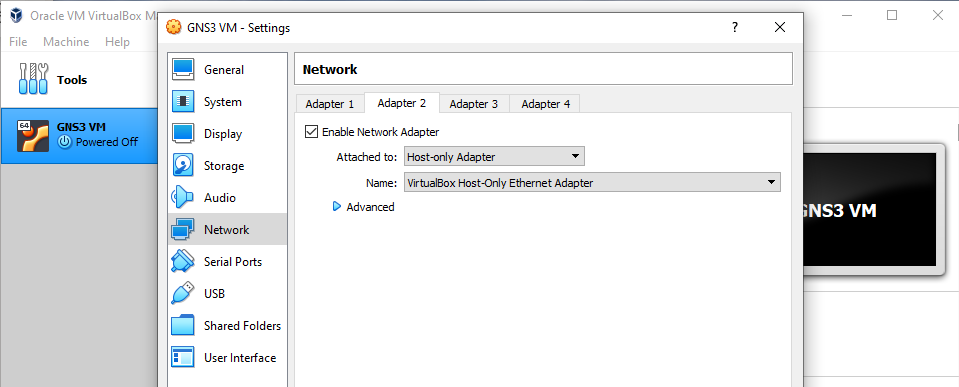 Oracle VM VirtualBox M
GNS3 VM - Settings
?
File Machine Help
Tools
64
GNS3 VM
Powered Off
General
System
Display
Storage
Audio
Network
Serial Ports
USB
Shared Folders
User Interface
Network
Adapter 1 Adapter 2 Adapter 3 Adapter 4
Enable Network Adapter
Attached to: Host-only Adapter
Name: VirtualBox Host-Only Ethernet Adapter
Advanced
GNS3 VM